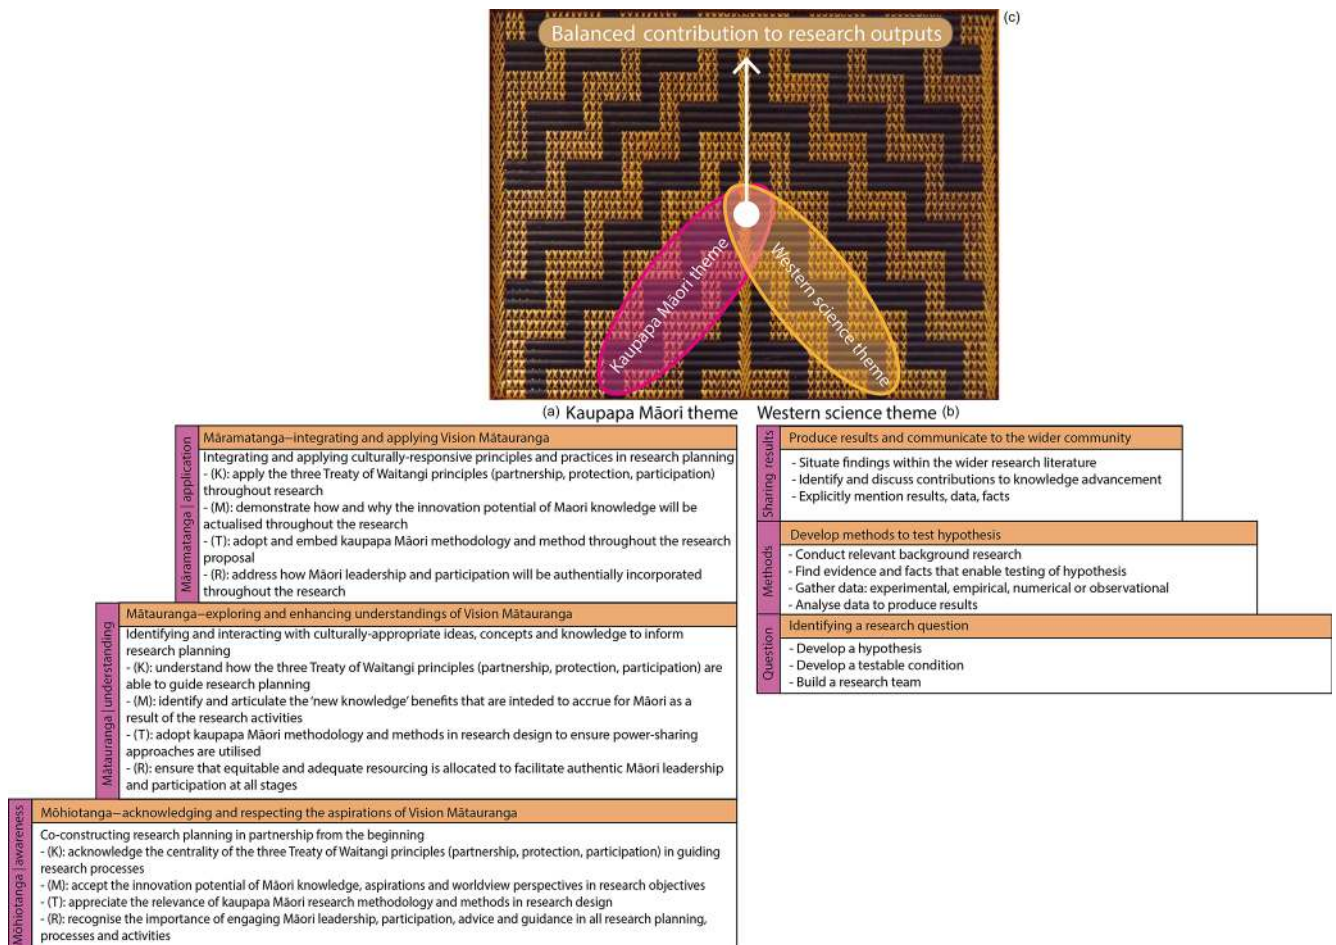 (c)
Balanced contribution to research outputs
Kaupapa Māori theme
Western science theme
(a) Kaupapa Māori theme
Māramatanga | application
Māramatanga—integrating and applying Vision Mātauranga
Integrating and applying culturally-responsive principles and practices in research planning
- (K): apply the three Treaty of Waitangi principles (partnership, protection, participation)
throughout research
- (M): demonstrate how and why the innovation potential of Maori knowledge will be
actualised throughout the research
- (T): adopt and embed kaupapa Māori methodology and method throughout the research
proposal
- (R): address how Māori leadership and participation will be authentially incorporated
throughout the research
Mātauranga | understanding
Mātauranga—exploring and enhancing understandings of Vision Mātauranga
Identifying and interacting with culturally-appropriate ideas, concepts and knowledge to inform
research planning
- (K): understand how the three Treaty of Waitangi principles (partnership, protection, participation) are
able to guide research planning
- (M): identify and articulate the 'new knowledge' benefits that are inteded to accrue for Māori as a
result of the research activities
- (T): adopt kaupapa Māori methodology and methods in research design to ensure power-sharing
approaches are utilised
- (R): ensure that equitable and adequate resourcing is allocated to facilitate authentic Māori leadership
and participation at all stages
Mōhiotanga | awareness
Mōhiotanga—acknowledging and respecting the aspirations of Vision Mātauranga
Co-constructing research planning in partnership from the beginning
- (K): acknowledge the centrality of the three Treaty of Waitangi principles (partnership, protection, participation) in guiding
research processes
- (M): accept the innovation potential of Māori knowledge, aspirations and worldview perspectives in research objectives
- (T): appreciate the relevance of kaupapa Māori research methodology and methods in research design
- (R): recognise the importance of engaging Māori leadership, participation, advice and guidance in all research planning,
processes and activities
Western science theme (b)
Sharing results
Produce results and communicate to the wider community
- Situate findings within the wider research literature
- Identify and discuss contributions to knowledge advancement
- Explicitly mention results, data, facts
Methods
Develop methods to test hypothesis
- Conduct relevant background research
- Find evidence and facts that enable testing of hypothesis
- Gather data: experimental, empirical, numerical or observational
- Analyse data to produce results
Question
Identifying a research question
- Develop a hypothesis
- Develop a testable condition
- Build a research team